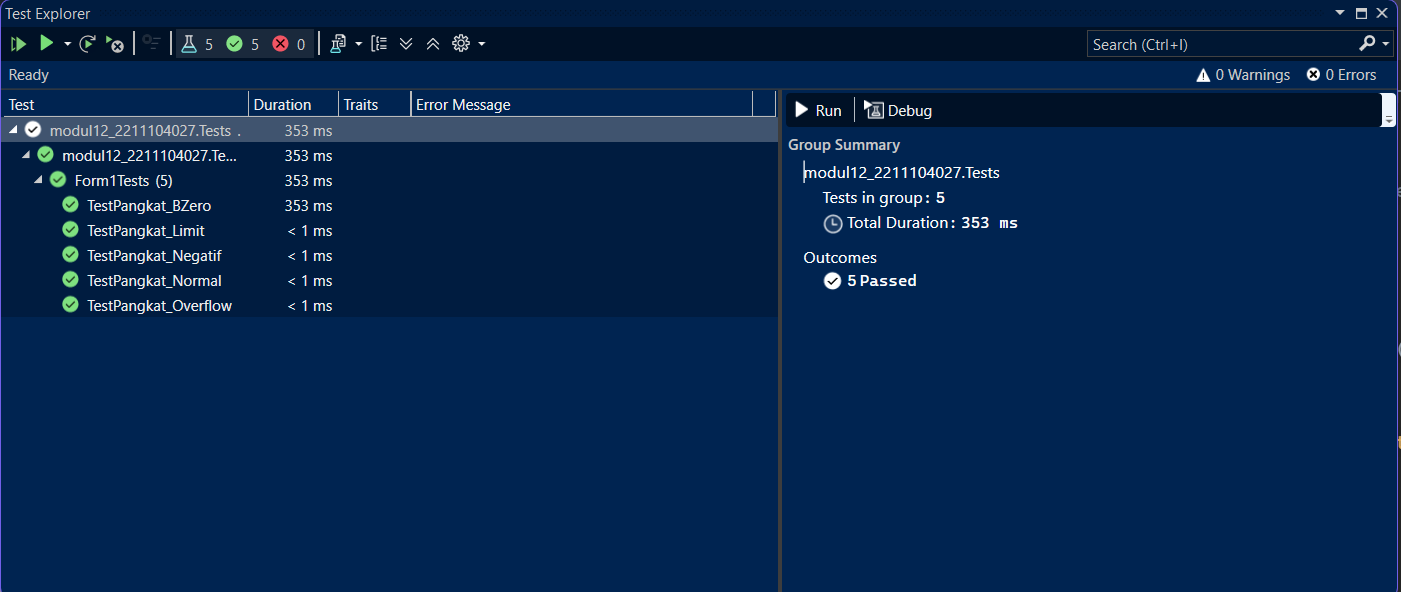 Test Explorer
5 5 0
Search (Ctrl+I)
Ready
0 Warnings 0 Errors
Test Duration Traits Error Message
modul12_2211104027.Tests . 353 ms
modul12_2211104027.Te... 353 ms
Form1Tests (5) 353 ms
TestPangkat_BZero 353 ms
TestPangkat_Limit < 1 ms
TestPangkat_Negatif < 1 ms
TestPangkat_Normal < 1 ms
TestPangkat_Overflow < 1 ms
Run Debug
Group Summary
modul12_2211104027.Tests
Tests in group: 5
Total Duration: 353 ms
Outcomes
5 Passed